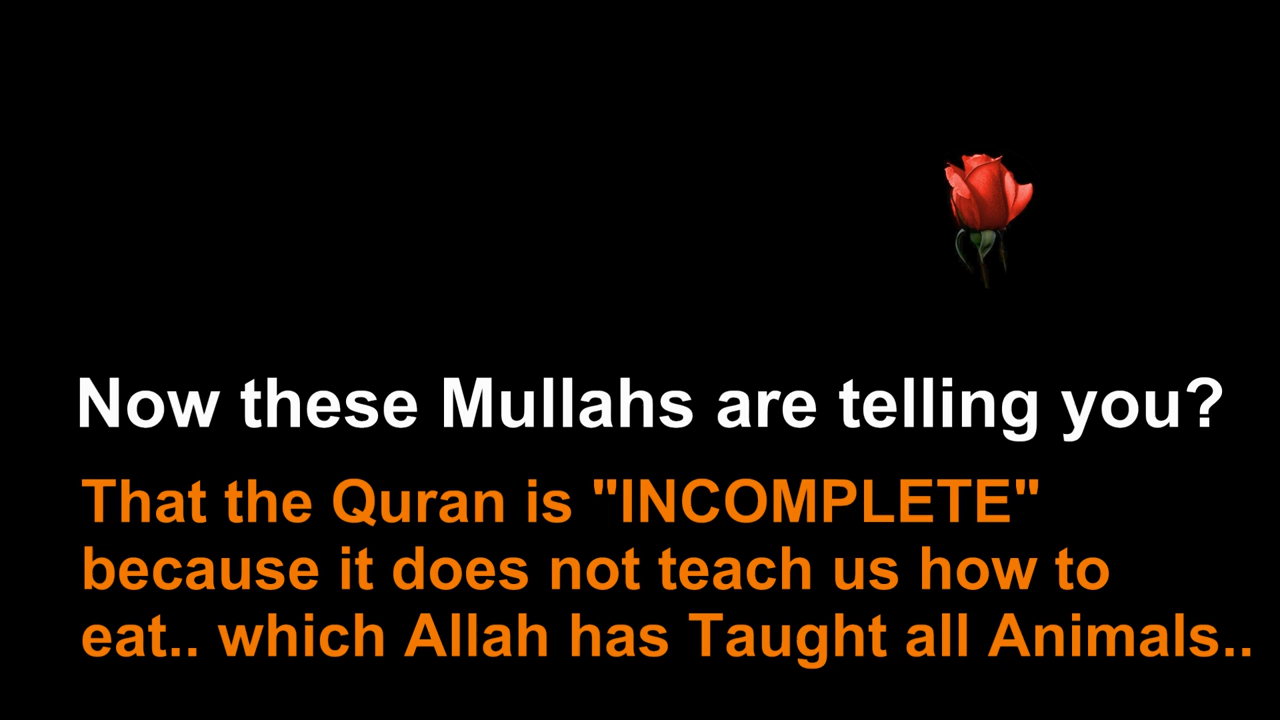 Now these Mullahs are telling you?
That the Quran is "INCOMPLETE"
because it does not teach us how to
eat.. which Allah has Taught all Animals..